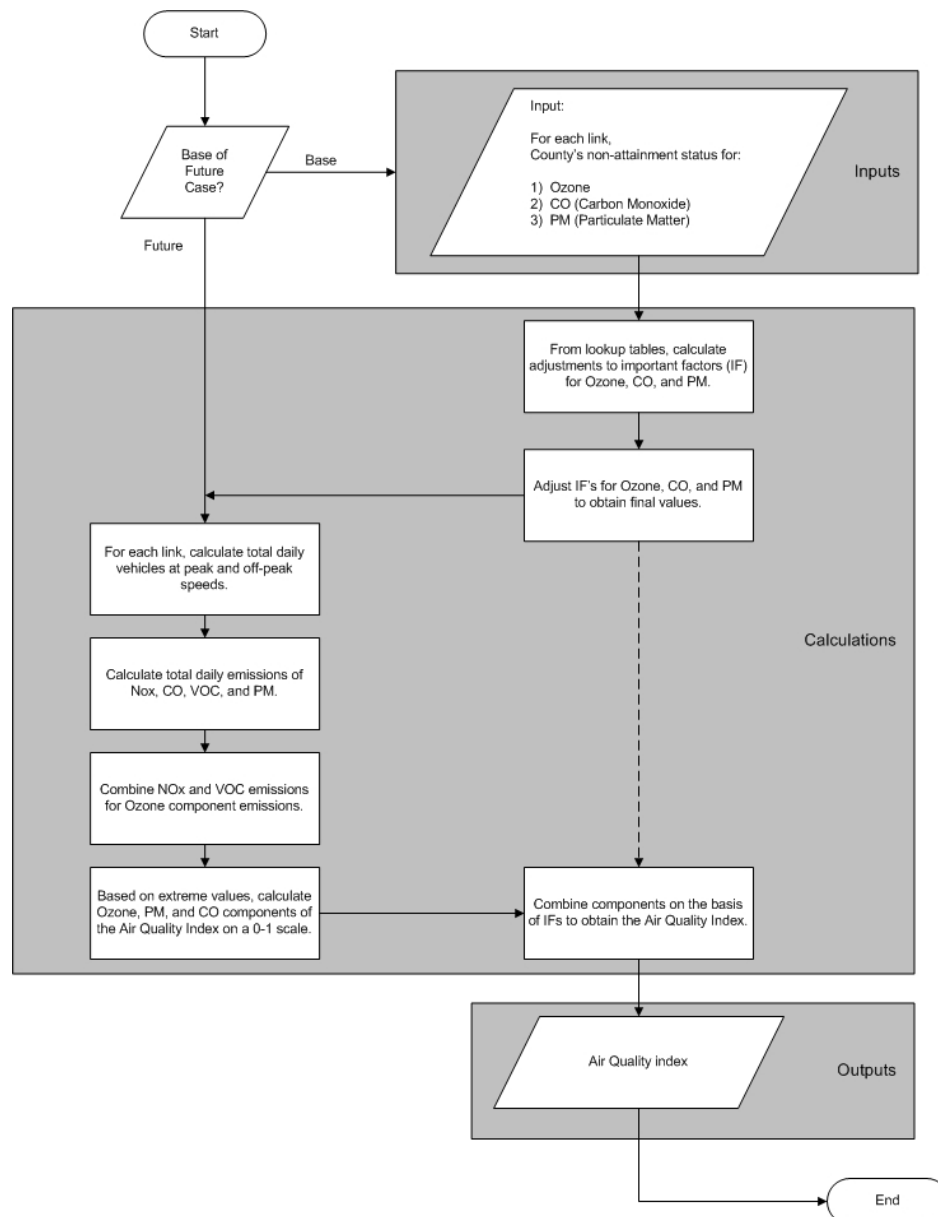 Start
Base of
Future
Case?
Base
Future
Input:
For each link,
County's non-attainment status for:
1) Ozone
2) CO (Carbon Monoxide)
3) PM (Particulate Matter)
Inputs
From lookup tables, calculate
adjustments to important factors (IF)
for Ozone, CO, and PM.
Adjust IF's for Ozone, CO, and PM
to obtain final values.
For each link, calculate total daily
vehicles at peak and off-peak
speeds.
Calculations
Calculate total daily emissions of
Nox, CO, VOC, and PM.
Combine NOx and VOC emissions
for Ozone component emissions.
Based on extreme values, calculate
Ozone, PM, and CO components of
the Air Quality Index on a 0-1 scale.
Combine components on the basis
of IFs to obtain the Air Quality Index.
Air Quality index
Outputs
End